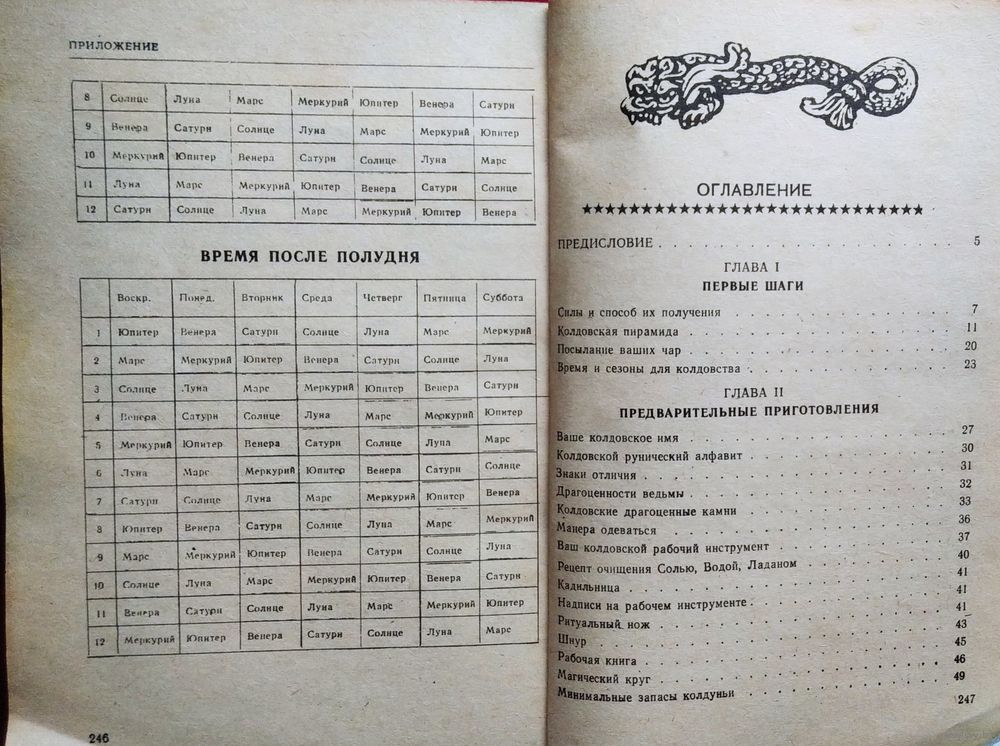 ПРИЛОЖЕНИЕ
8 Солнце Луна Марс Меркурий Юпитер Венера Сатурн
9 Венера Сатурн Солнце Луна Марс Меркурий Юпитер
10 Меркурий Юпитер Венера Сатурн Солнце Луна Марс
11 Луна Марс Меркурий Юпитер Венера Сатурн Солнце
12 Сатурн Солнце Луна Марс Меркурий Юпитер Венера
ВРЕМЯ ПОСЛЕ ПОЛУДНЯ
Воскр. Понед. Вторник Среда Четверг Пятница Суббота
1 Юпитер Венера Сатурн Солнце Луна Марс Меркурий
2 Марс Меркурий Юпитер Венера Сатурн Солнце Луна
3 Солнце Луна Марс Меркурий Юпитер Венера Сатурн
4 Венера Сатурн Солнце Луна Марс Меркурий Юпитер
5 Меркурий Юпитер Венера Сатурн Солнце Луна Марс
6 Луна Марс Меркурий Юпитер Венера Сатурн Солнце
7 Сатурн Солнце Луна Марс Меркурий Юпитер Венера
8 Юпитер Венера Сатурн Солнце Луна Марс Меркурий
9 Марс Меркурий Юпитер Венера Сатурн Солнце Луна
10 Солнце Луна Марс Меркурий Юпитер Венера Сатурн
11 Венера Сатурн Солнце Луна Марс Меркурий Юпитер
12 Меркурий Юпитер Венера Сатурн Солнце Луна Марс
246
ОГЛАВЛЕНИЕ
ПРЕДИСЛОВИЕ 5
ГЛАВА I
ПЕРВЫЕ ШАГИ
Силы и способ их получения 7
Колдовская пирамида 11
Посылание ваших чар 20
Время и сезоны для колдовства 23
ГЛАВА II
ПРЕДВАРИТЕЛЬНЫЕ ПРИГОТОВЛЕНИЯ
Ваше колдовское имя 27
Колдовской рунический алфавит 30
Знаки отличия 31
Драгоценности ведьмы 32
Колдовские драгоценные камни 33
Манера одеваться 36
Ваш колдовской рабочий инструмент 37
Рецепт очищения Солью, Водой, Ладаном 40
Кадильница 41
Надписи на рабочем инструменте 41
Ритуальный нож 41
Шнур 43
Рабочая книга 45
Магический круг 46
Минимальные запасы колдуньи 49
247